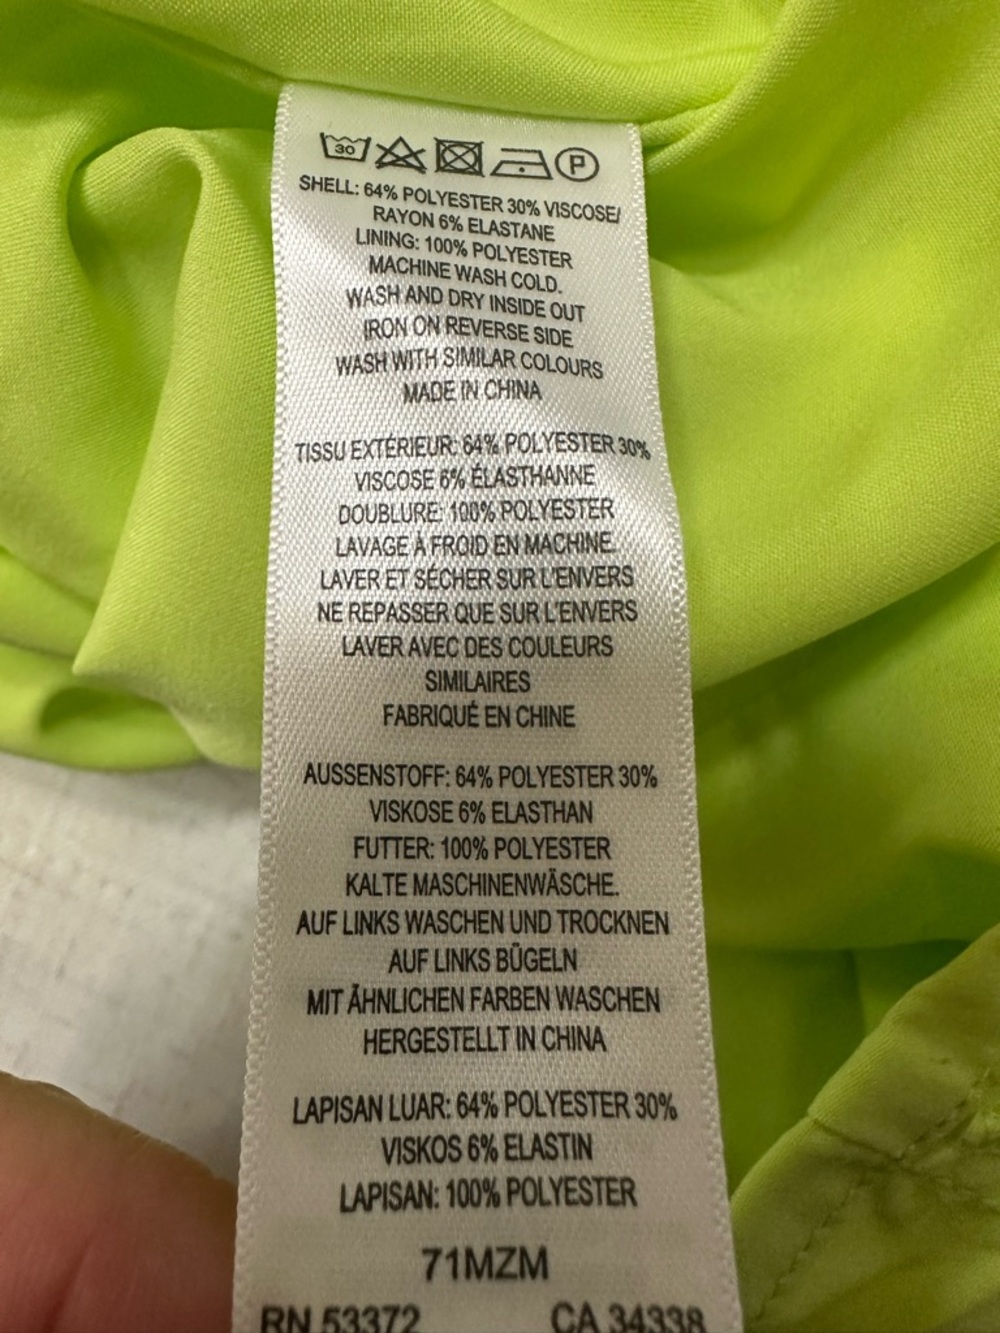 30 P
SHELL: 64% POLYESTER 30% VISCOSE/
RAYON 6% ELASTANE
LINING: 100% POLYESTER
MACHINE WASH COLD.
WASH AND DRY INSIDE OUT
IRON ON REVERSE SIDE
WASH WITH SIMILAR COLOURS
MADE IN CHINA
TISSU EXTÉRIEUR: 64% POLYESTER 30%
VISCOSE 6% ÉLASTHANNE
DOUBLURE: 100% POLYESTER
LAVAGE À FROID EN MACHINE.
LAVER ET SÉCHER SUR L'ENVERS
NE REPASSER QUE SUR L'ENVERS
LAVER AVEC DES COULEURS
SIMILAIRES
FABRIQUÉ EN CHINE
AUSSENSTOFF: 64% POLYESTER 30%
VISKOSE 6% ELASTHAN
FUTTER: 100% POLYESTER
KALTE MASCHINENWÄSCHE.
AUF LINKS WASCHEN UND TROCKNEN
AUF LINKS BÜGELN
MIT ÄHNLICHEN FARBEN WASCHEN
HERGESTELLT IN CHINA
LAPISAN LUAR: 64% POLYESTER 30%
VISKOS 6% ELASTIN
LAPISAN: 100% POLYESTER
71MZM
RN 53372 CA 34338